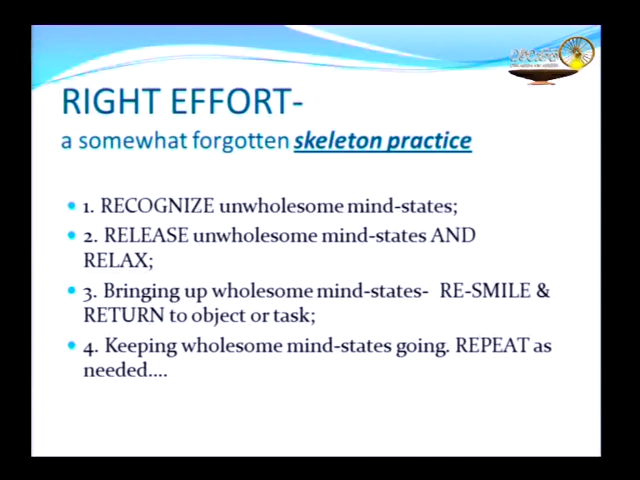 RIGHT EFFORT-
a somewhat forgotten skeleton practice
• 1. RECOGNIZE unwholesome mind-states;
• 2. RELEASE unwholesome mind-states AND
RELAX;
• 3. Bringing up wholesome mind-states- RE-SMILE &
RETURN to object or task;
• 4. Keeping wholesome mind-states going. REPEAT as
needed....